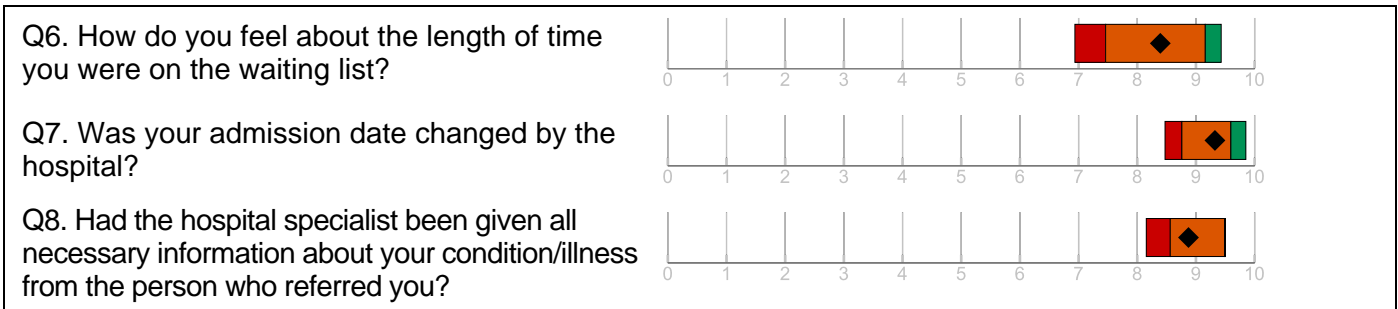 Q6. How do you feel about the length of time
you were on the waiting list?
0 1 2 3 4 5 6 7 8 9 10
Q7. Was your admission date changed by the
hospital?
0 1 2 3 4 5 6 7 8 9 10
Q8. Had the hospital specialist been given all
necessary information about your condition/illness
from the person who referred you?
0 1 2 3 4 5 6 7 8 9 10